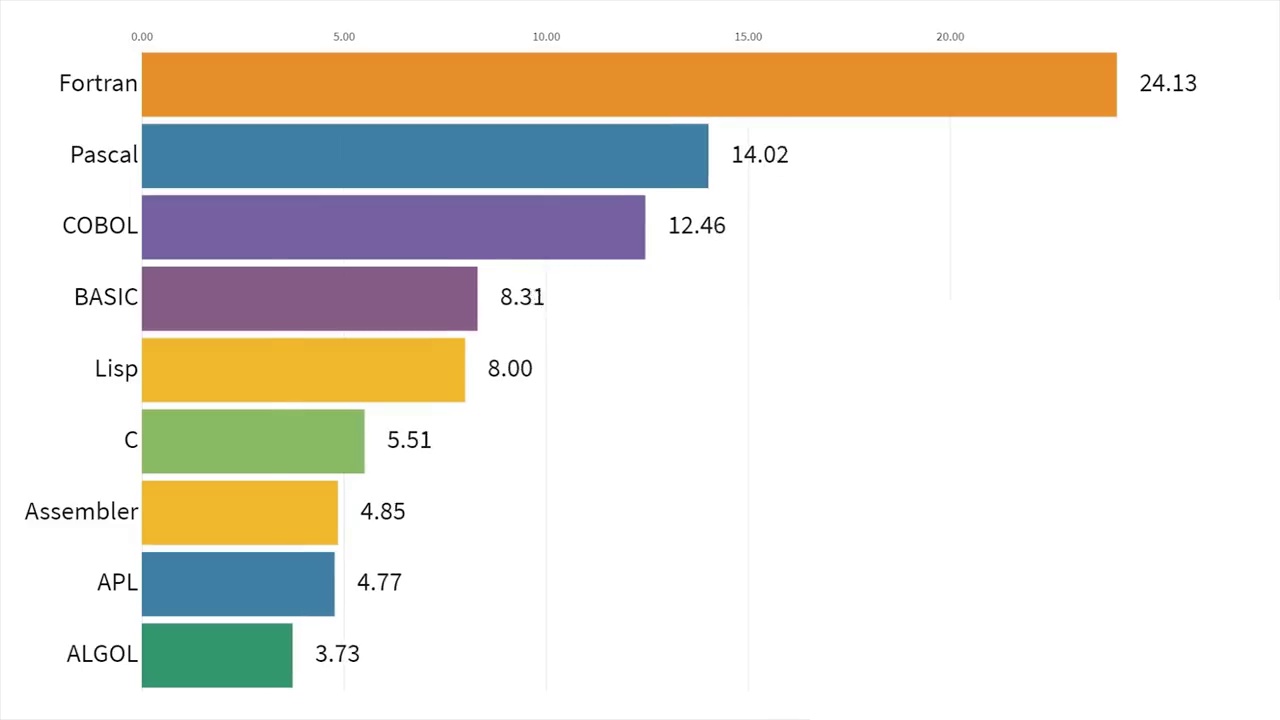 0.00 5.00 10.00 15.00 20.00
Fortran 24.13
Pascal 14.02
COBOL 12.46
BASIC 8.31
Lisp 8.00
C 5.51
Assembler 4.85
APL 4.77
ALGOL 3.73